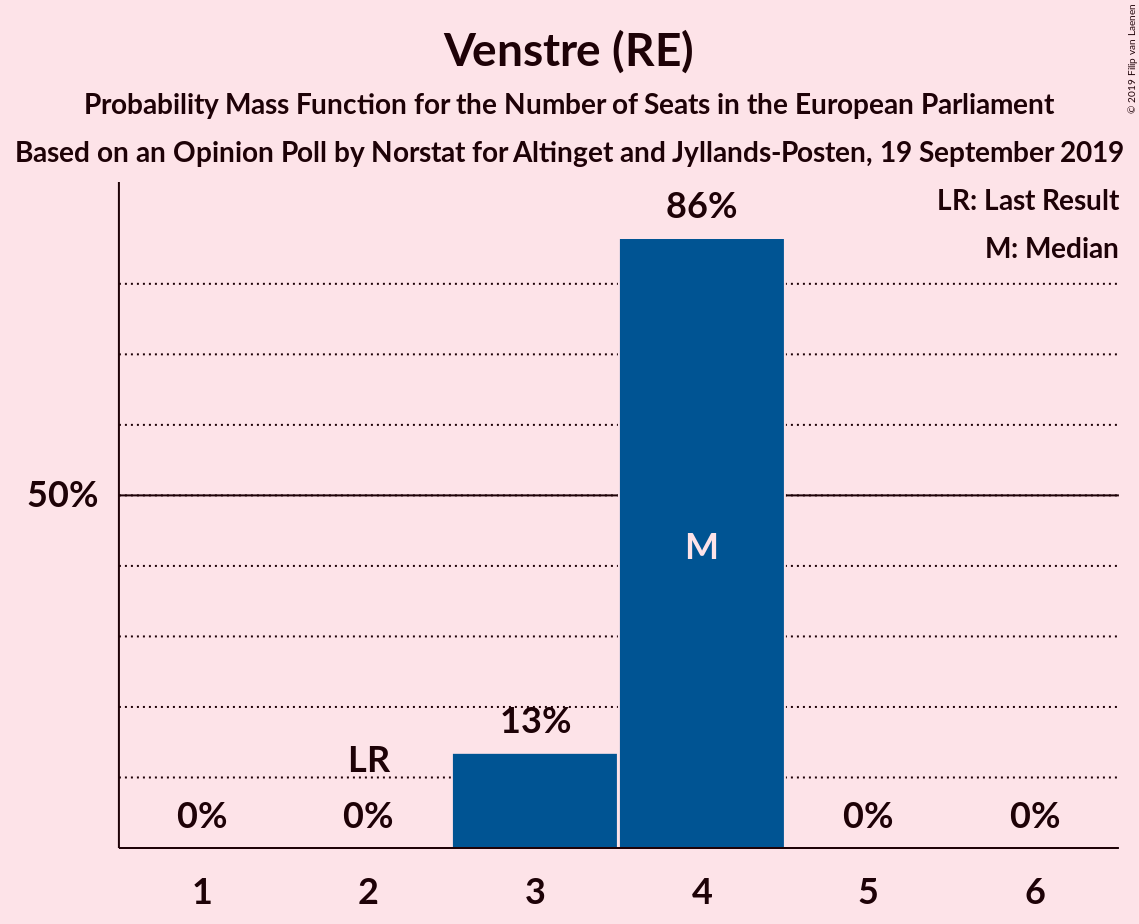 Venstre (RE)
Probability Mass Function for the Number of Seats in the European Parliament
Based on an Opinion Poll by Norstat for Altinget and Jyllands-Posten, 19 September 2019
© 2019 Filip van Laenen
LR: Last Result
M: Median
86%
50%
M
13%
LR
0% 0% 0% 0%
1 2 3 4 5 6